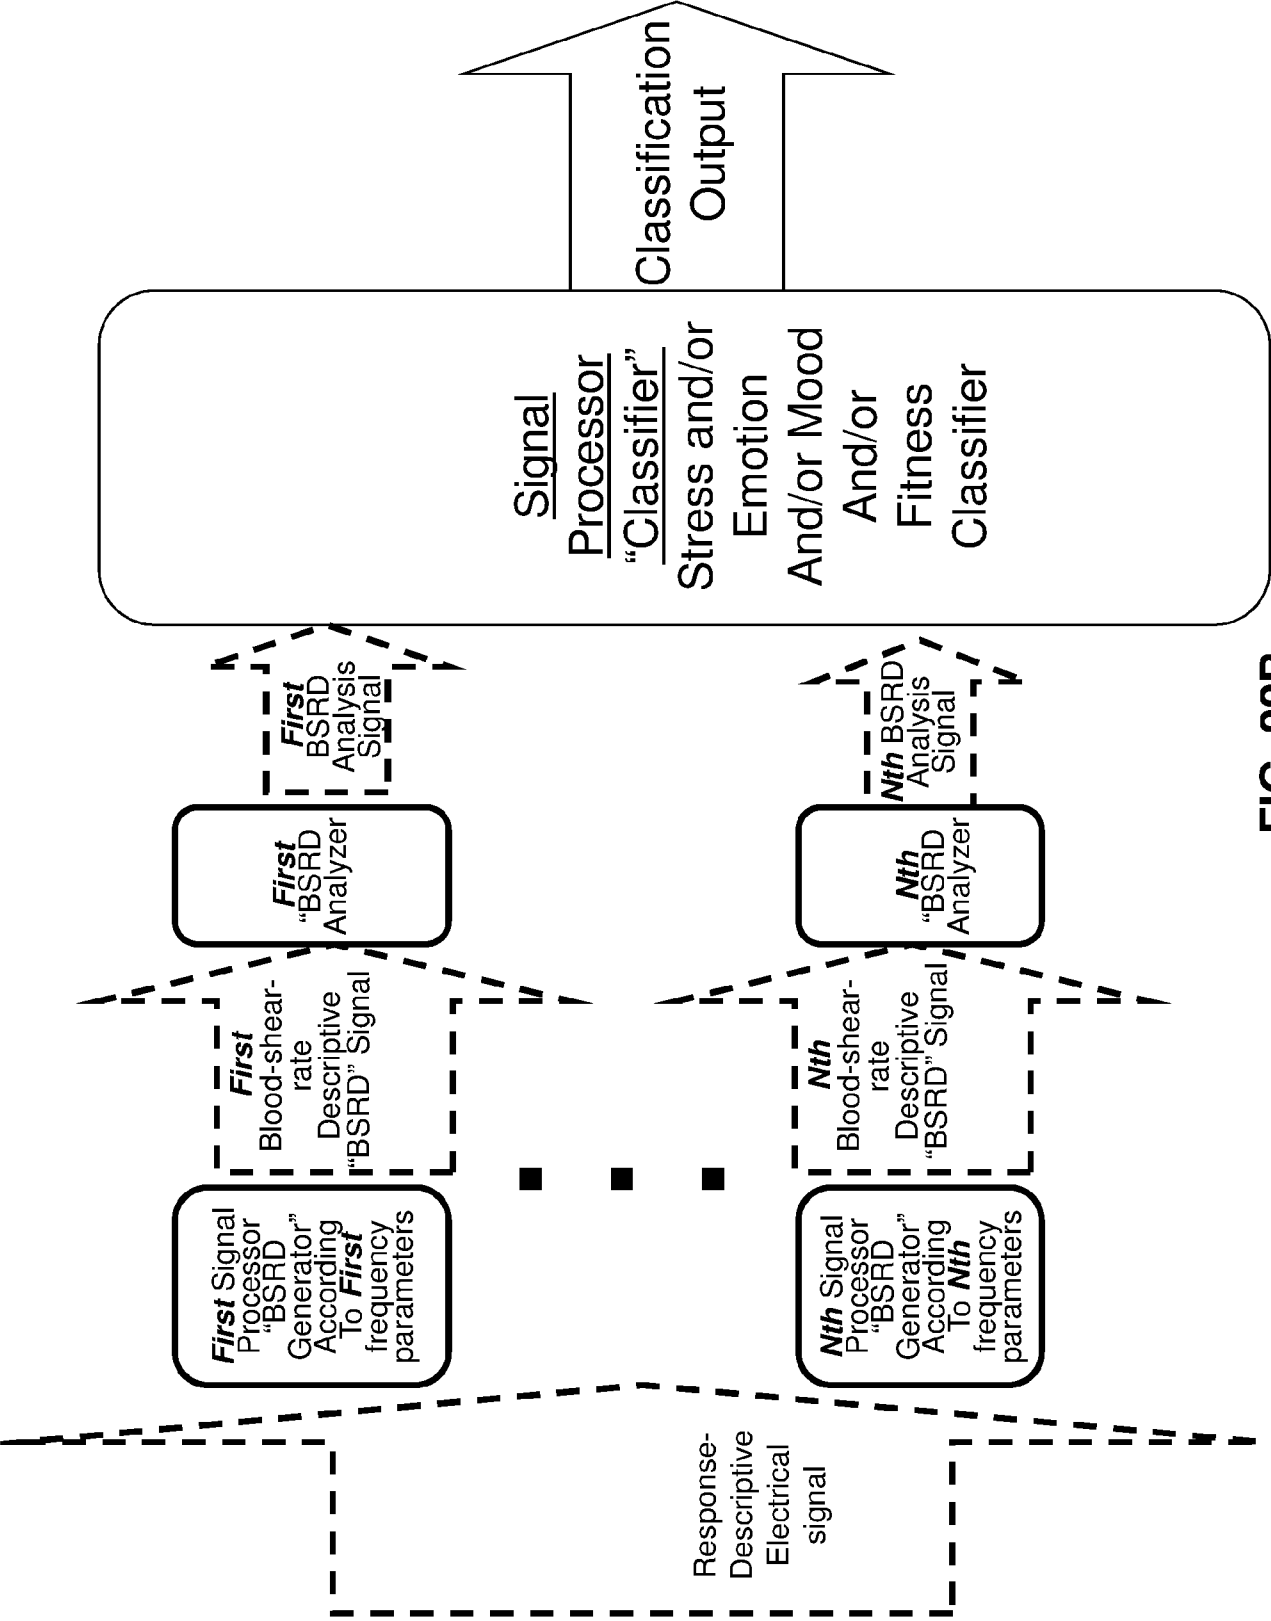 Response-
Descriptive
Electrical
signal
First Signal
Processor
“BSRD
Generator”
According
To First
frequency
parameters
First
Blood-shear-
rate
Descriptive
“BSRD” Signal
First
“BSRD
Analyzer
First
BSRD
Analysis
Signal
Nth Signal
Processor
“BSRD
Generator”
According
To Nth
frequency
parameters
Nth
Blood-shear-
rate
Descriptive
“BSRD” Signal
Nth
“BSRD
Analyzer
Nth BSRD
Analysis
Signal
Signal
Processor
“Classifier”
Stress and/or
Emotion
And/or Mood
And/or
Fitness
Classifier
Classification
Output
FIG.